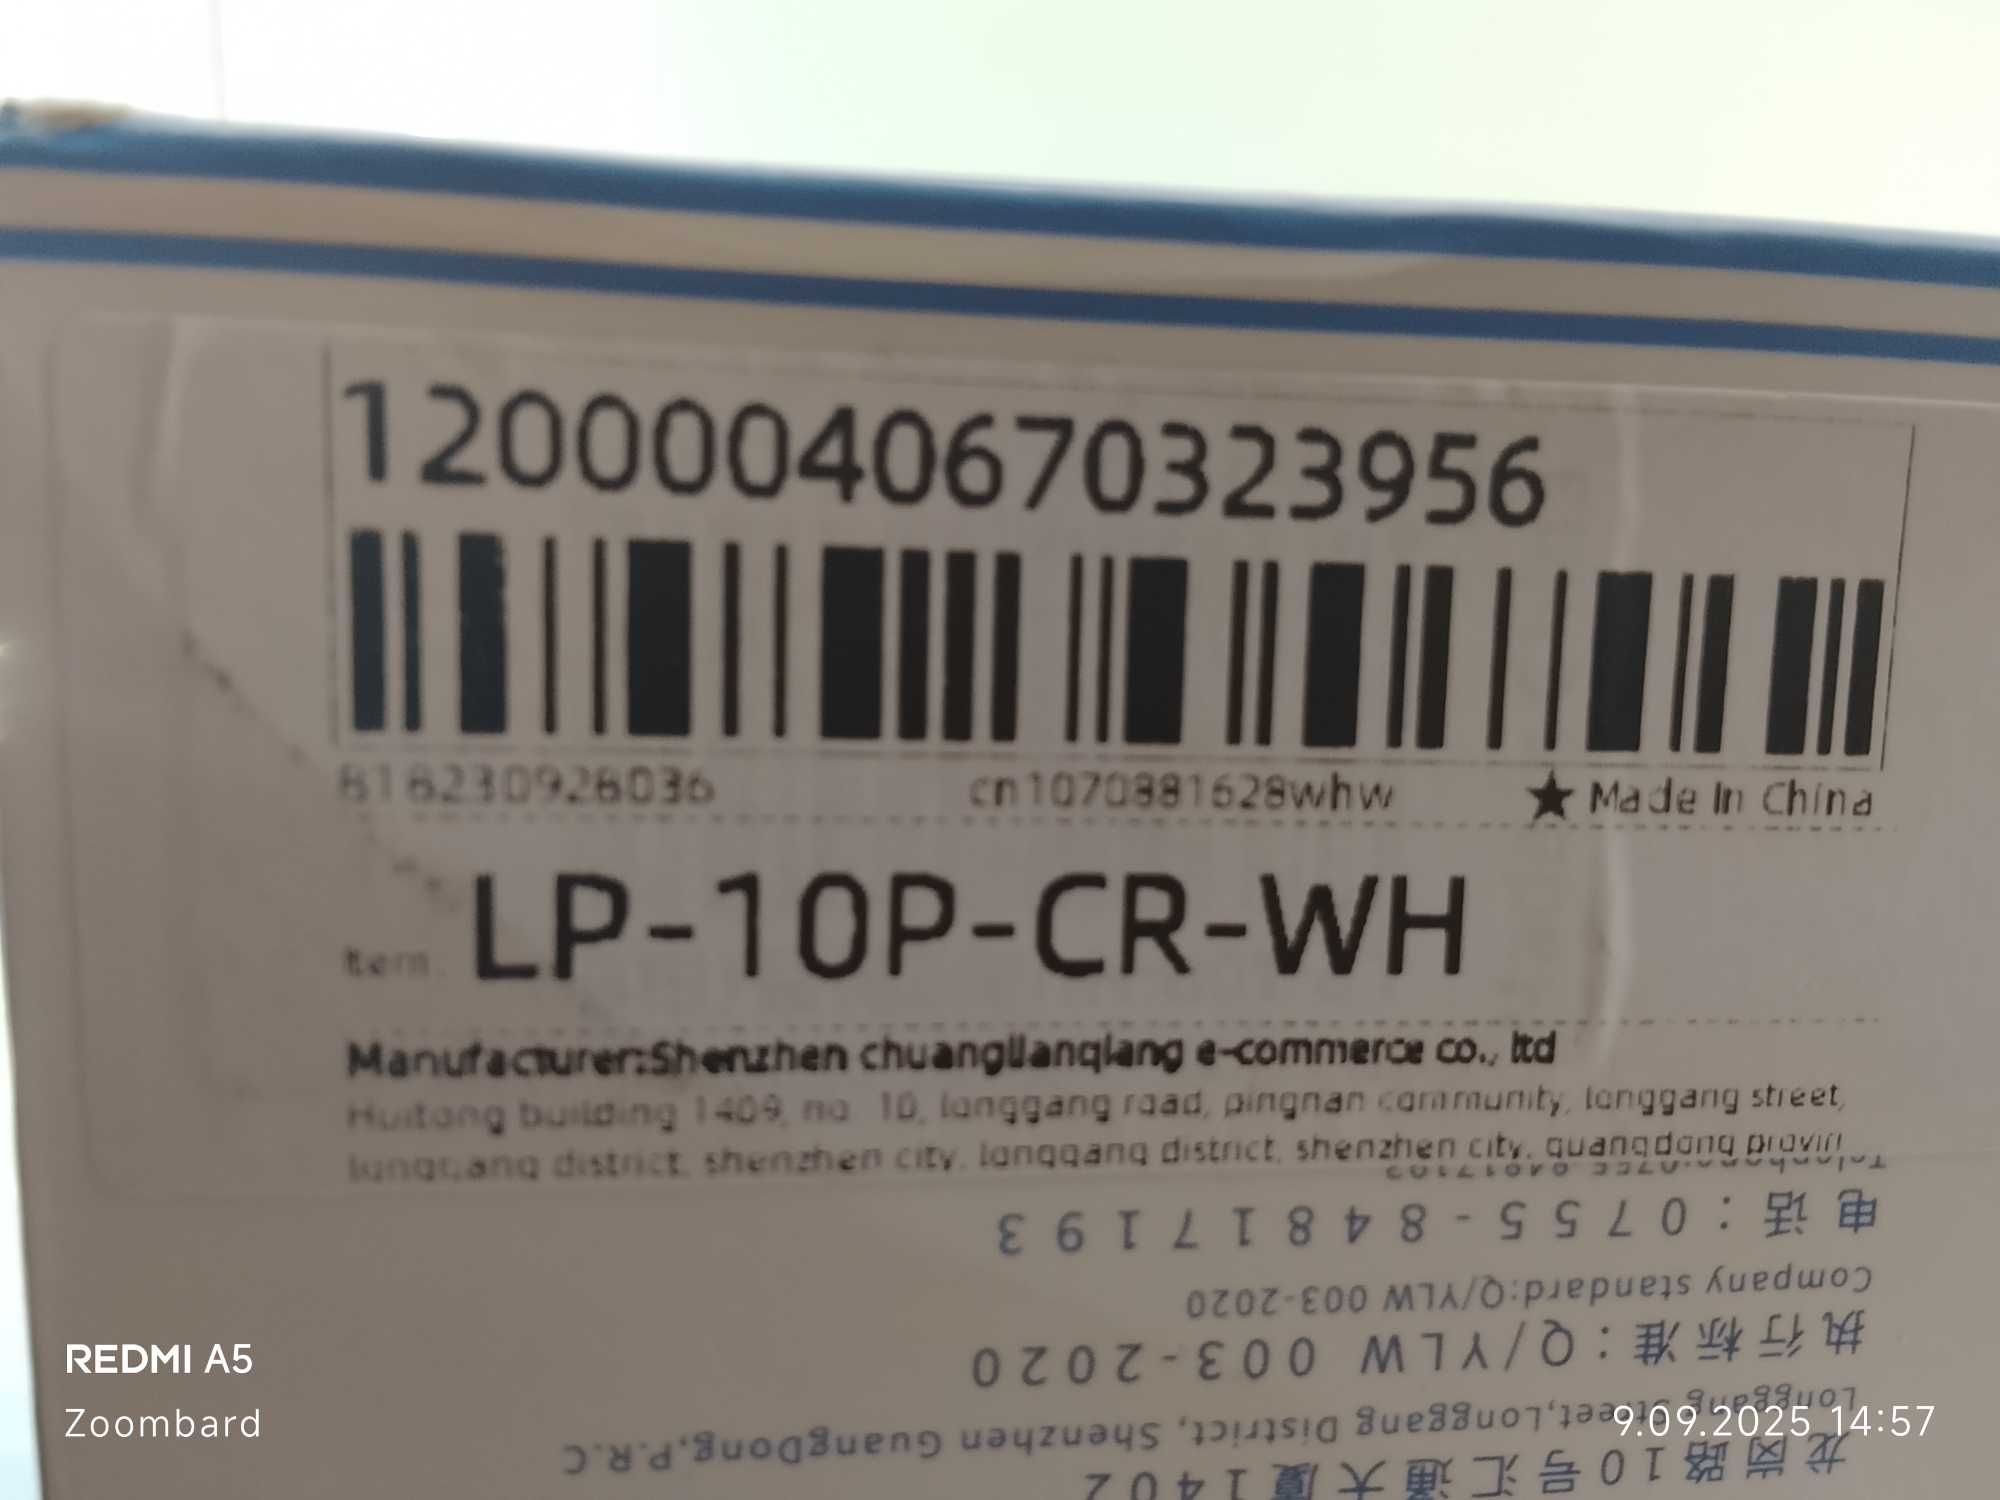 12000040670323956
818230928036 cn1070881628whw ★ Made In China
Item. LP-10P-CR-WH
Manufacturer:Shenzhen chuanglianqiang e-commerce co., ltd
Huitong building 1409, no. 10, longgang road, pingnan community, longgang street,
longgang district, shenzhen city, longgang district, shenzhen city, guangdong provin
电话：0755-84817193
Company standard:Q/YLW 003-2020
执行标准：Q/YLW 003-2020
Longgang Street,Longgang District, Shenzhen GuangDong,P.R.C
龙岗路10号汇通大厦1402
REDMI A5
Zoombard
9.09.2025 14:57